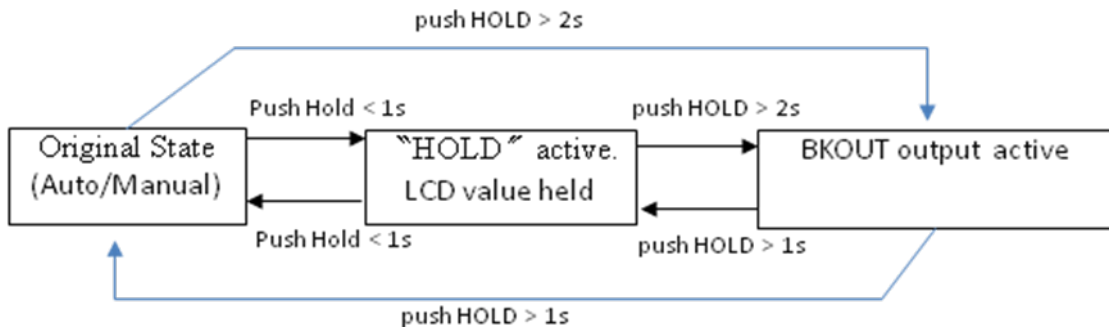 push HOLD > 2s
Push Hold < 1s
push HOLD > 2s
Original State
(Auto/Manual)
〝HOLD〞 active.
LCD value held
BKOUT output active
Push Hold < 1s
push HOLD > 1s
push HOLD > 1s